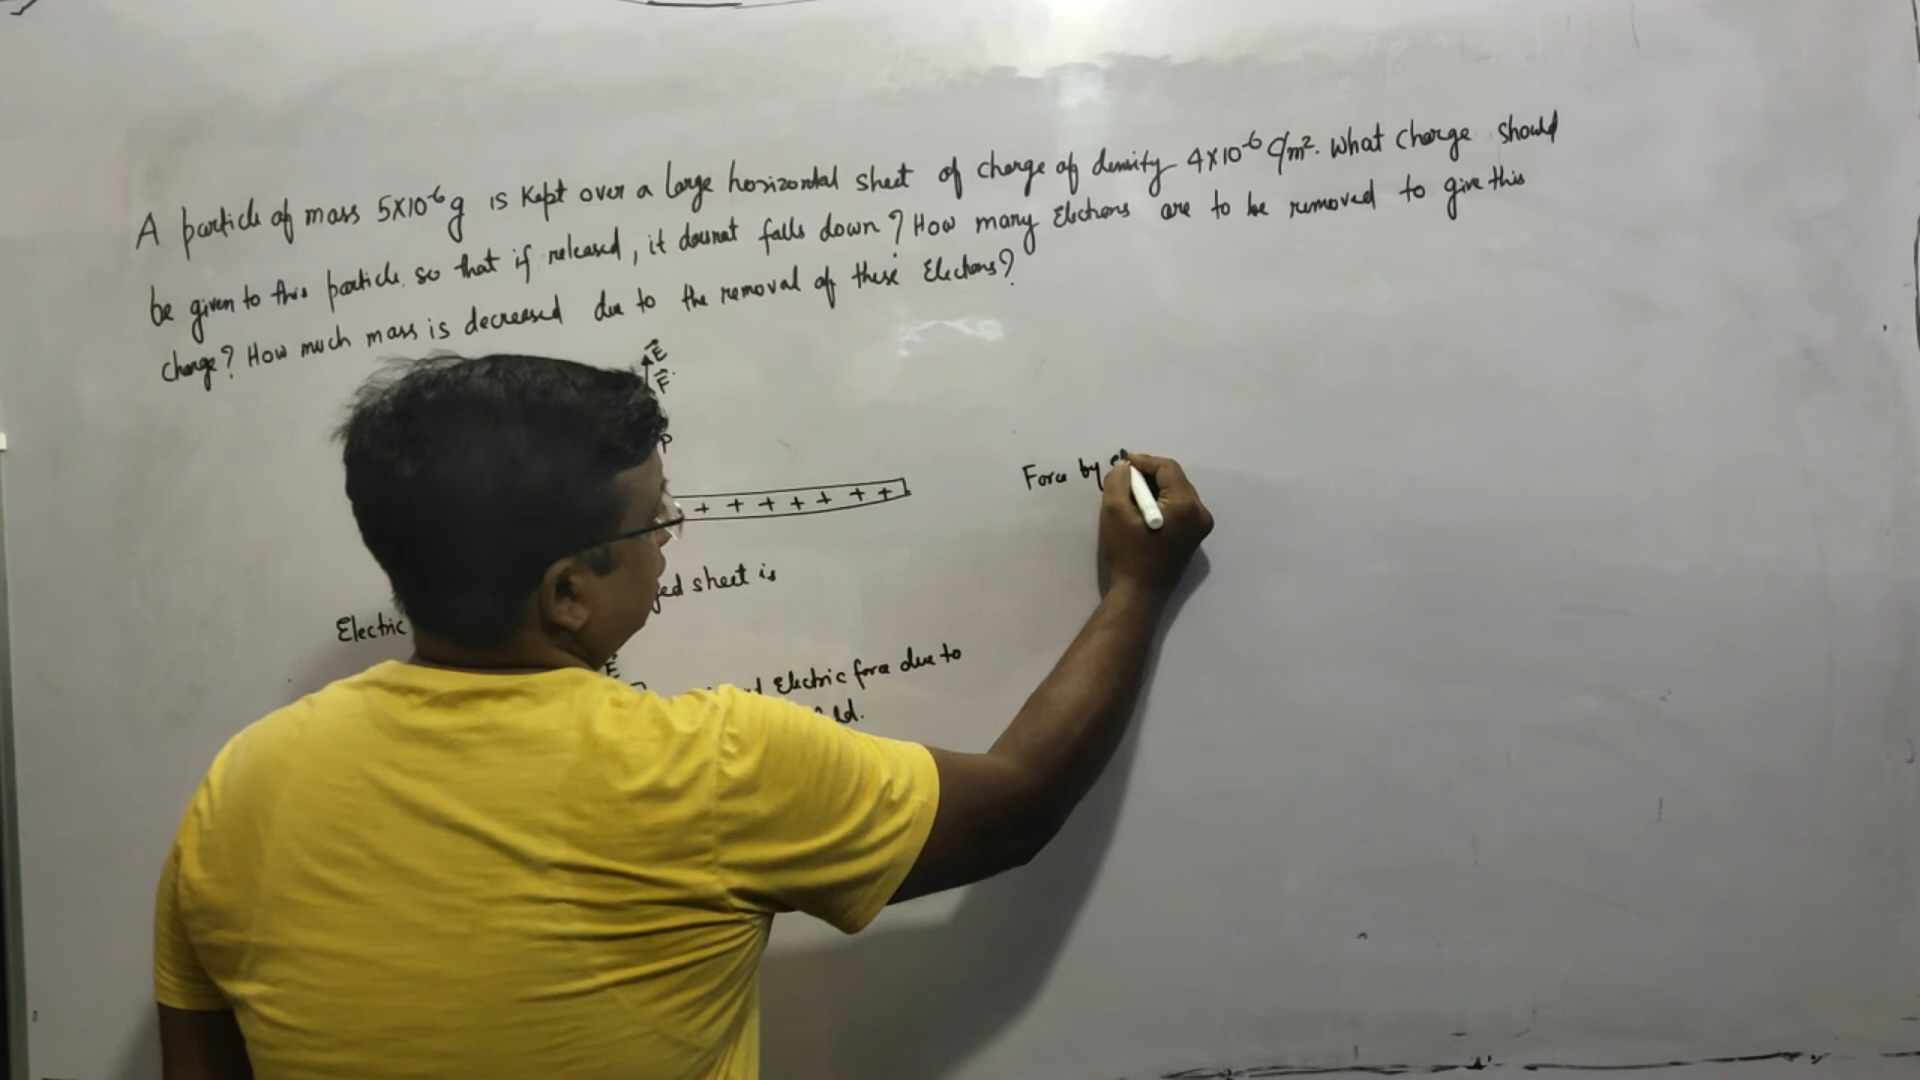 A particle of mass 5×10⁻⁶g is kept over a large horizontal sheet of charge of density 4×10⁻⁶ C/m². What charge should
be given to this particle so that if released, it doesnot falls down? How many Electrons are to be removed to give this
charge? How much mass is decreased due to the removal of these Electrons?
E⃗
F⃗
P
+ + + + + + +
Force by
Electric sheet is
E⃗
Electric force due to